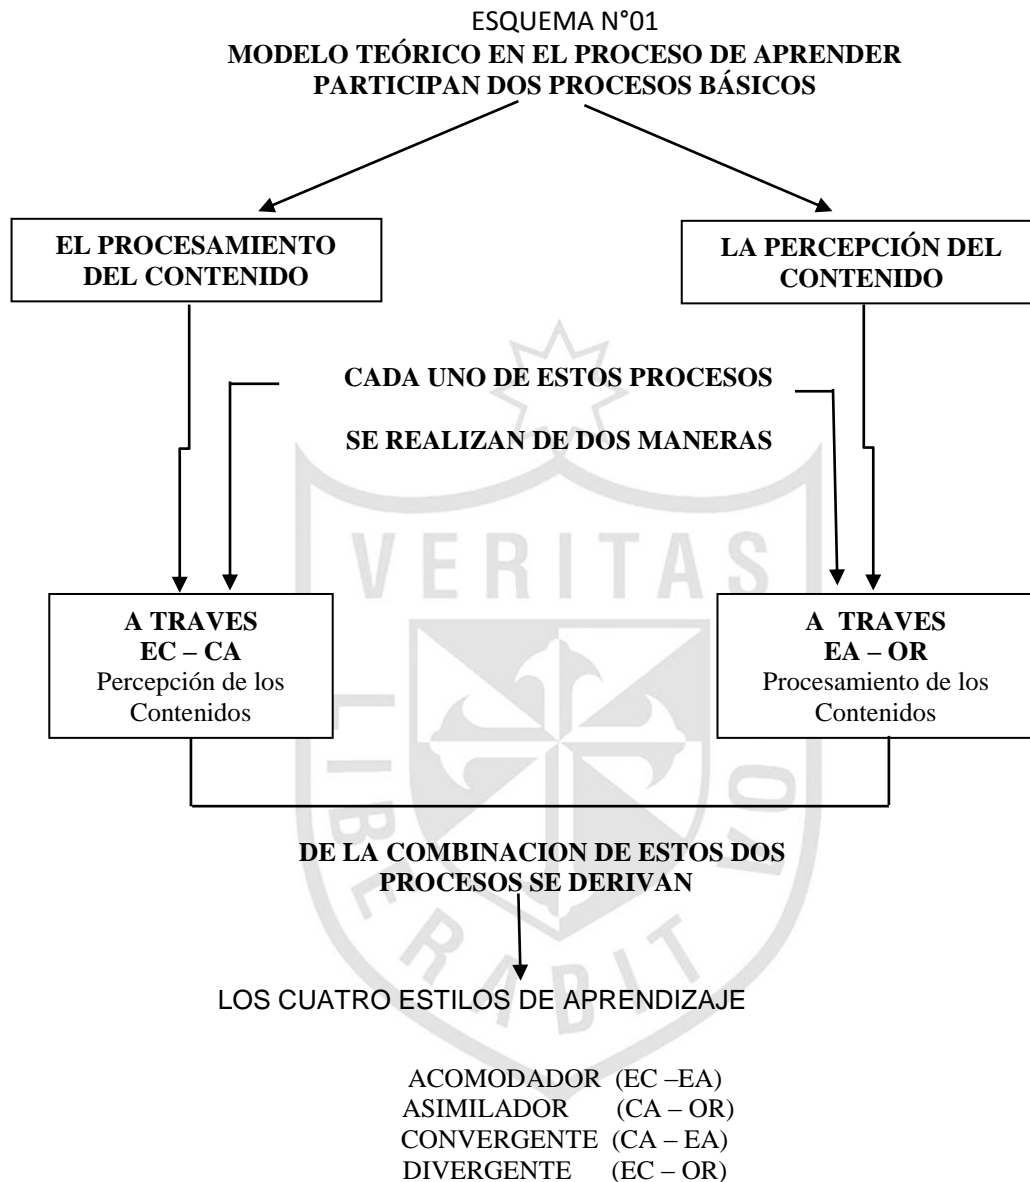 ESQUEMA N°01
MODELO TEÓRICO EN EL PROCESO DE APRENDER
PARTICIPAN DOS PROCESOS BÁSICOS
EL PROCESAMIENTO
DEL CONTENIDO
LA PERCEPCIÓN DEL
CONTENIDO
CADA UNO DE ESTOS PROCESOS
SE REALIZAN DE DOS MANERAS
VERITAS
LIBERABIT VOS
A TRAVES
EC – CA
Percepción de los
Contenidos
A TRAVES
EA – OR
Procesamiento de los
Contenidos
DE LA COMBINACION DE ESTOS DOS
PROCESOS SE DERIVAN
LOS CUATRO ESTILOS DE APRENDIZAJE
ACOMODADOR (EC –EA)
ASIMILADOR (CA – OR)
CONVERGENTE (CA – EA)
DIVERGENTE (EC – OR)